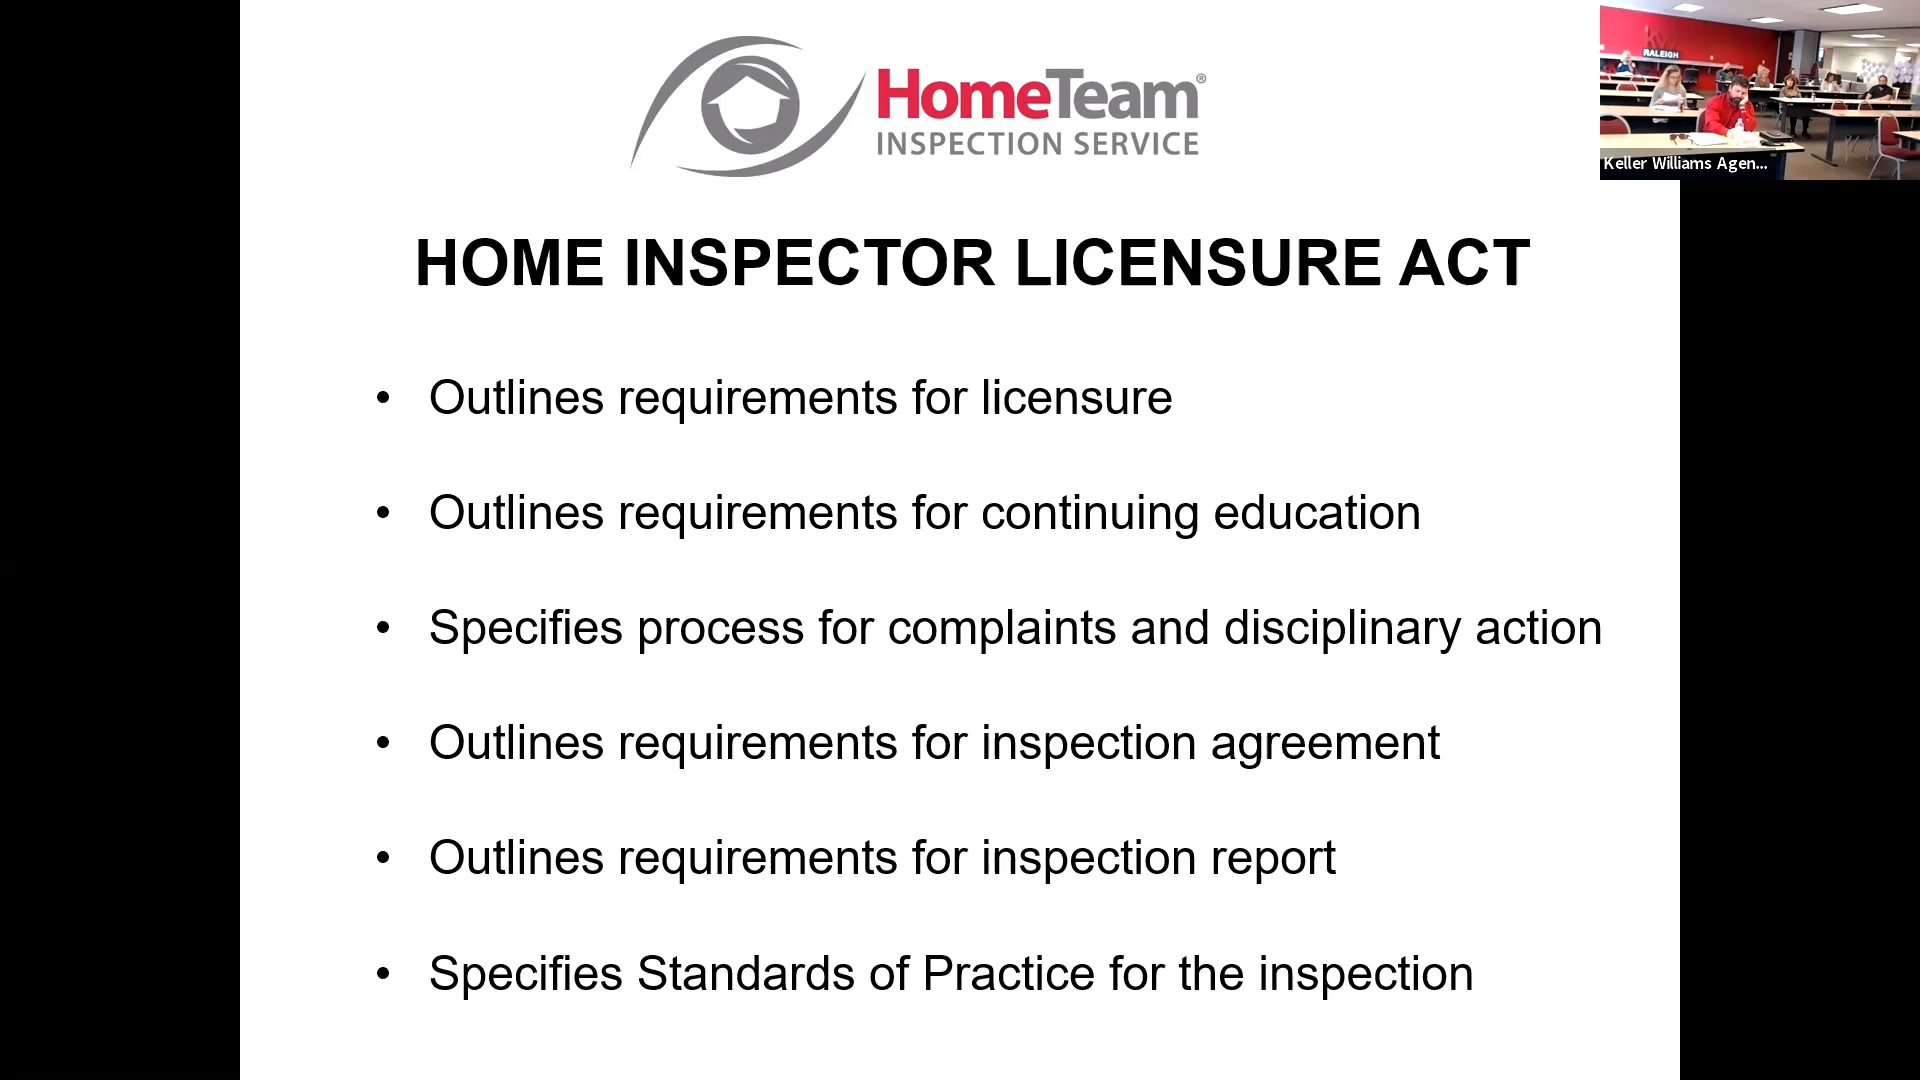 HomeTeam®
INSPECTION SERVICE
RALEIGH
Keller Williams Agen...
HOME INSPECTOR LICENSURE ACT
• Outlines requirements for licensure
• Outlines requirements for continuing education
• Specifies process for complaints and disciplinary action
• Outlines requirements for inspection agreement
• Outlines requirements for inspection report
• Specifies Standards of Practice for the inspection